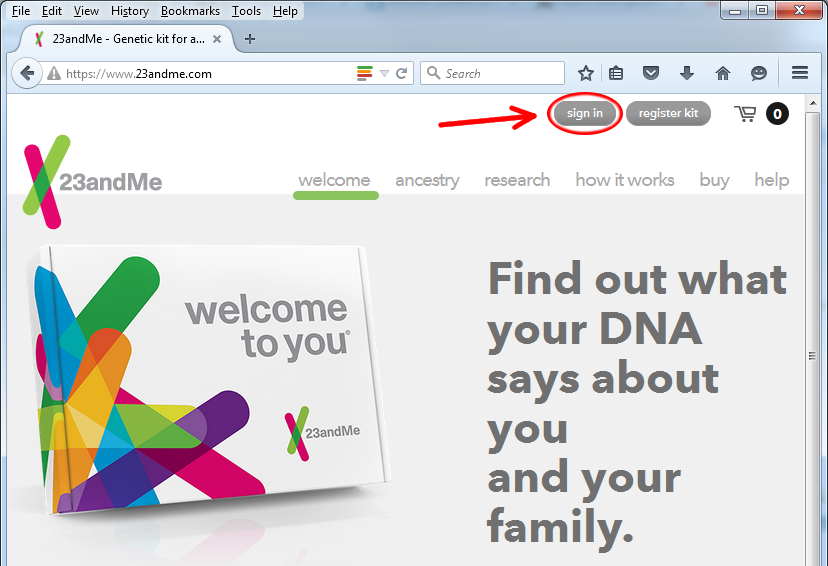 File Edit View History Bookmarks Tools Help
23andMe - Genetic kit for a...
https://www.23andme.com
Search
sign in
register kit
0
23andMe
welcome ancestry research how it works buy help
welcome
to you®
23andMe
Find out what
your DNA
says about
you
and your
family.